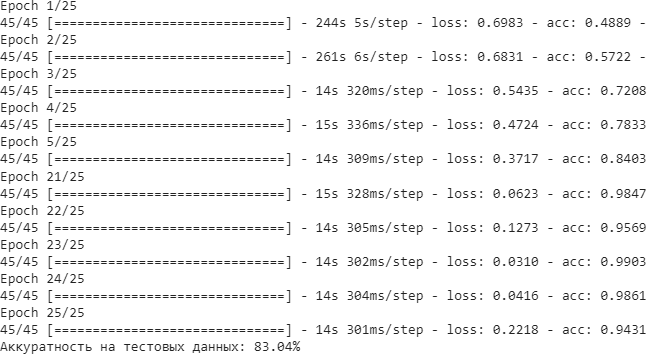 Epoch 1/25
45/45 [==============================] - 244s 5s/step - loss: 0.6983 - acc: 0.4889 -
Epoch 2/25
45/45 [==============================] - 261s 6s/step - loss: 0.6831 - acc: 0.5722 -
Epoch 3/25
45/45 [==============================] - 14s 320ms/step - loss: 0.5435 - acc: 0.7208
Epoch 4/25
45/45 [==============================] - 15s 336ms/step - loss: 0.4724 - acc: 0.7833
Epoch 5/25
45/45 [==============================] - 14s 309ms/step - loss: 0.3717 - acc: 0.8403
Epoch 21/25
45/45 [==============================] - 15s 328ms/step - loss: 0.0623 - acc: 0.9847
Epoch 22/25
45/45 [==============================] - 14s 305ms/step - loss: 0.1273 - acc: 0.9569
Epoch 23/25
45/45 [==============================] - 14s 302ms/step - loss: 0.0310 - acc: 0.9903
Epoch 24/25
45/45 [==============================] - 14s 304ms/step - loss: 0.0416 - acc: 0.9861
Epoch 25/25
45/45 [==============================] - 14s 301ms/step - loss: 0.2218 - acc: 0.9431
Аккуратность на тестовых данных: 83.04%